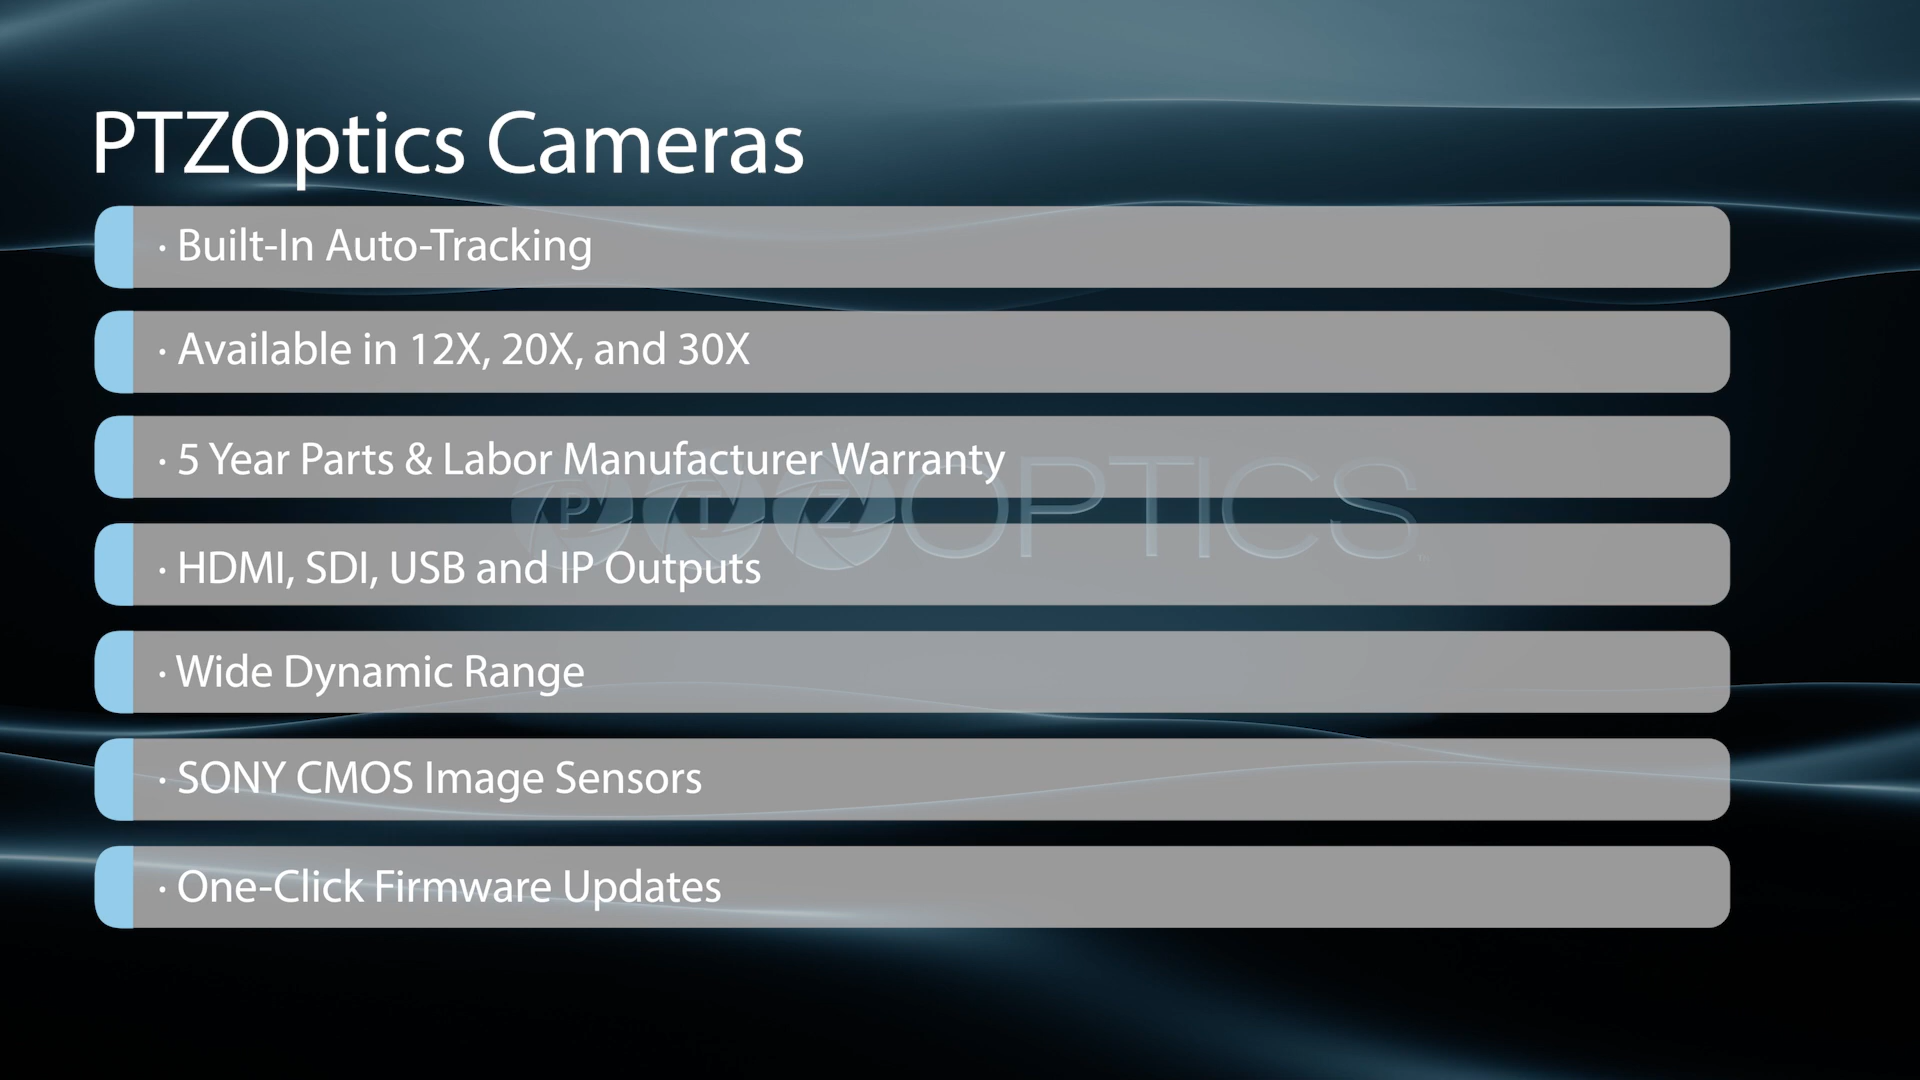 PTZOptics Cameras
· Built-In Auto-Tracking
· Available in 12X, 20X, and 30X
· 5 Year Parts & Labor Manufacturer Warranty
PTZOPTICS
· HDMI, SDI, USB and IP Outputs
· Wide Dynamic Range
· SONY CMOS Image Sensors
· One-Click Firmware Updates